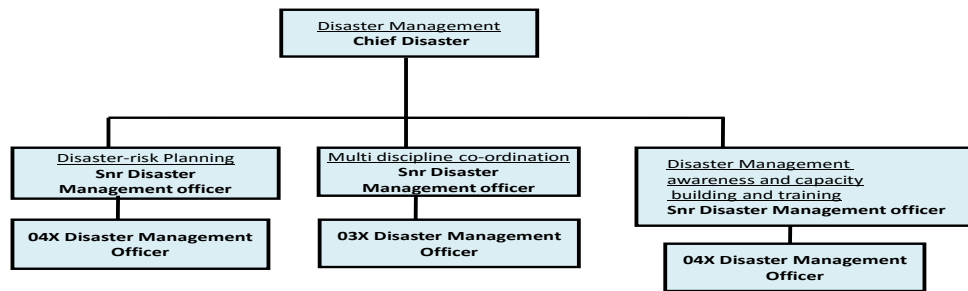 Disaster Management
Chief Disaster
Disaster-risk Planning
Snr Disaster
Management officer
Multi discipline co-ordination
Snr Disaster
Management officer
Disaster Management
awareness and capacity
building and training
Snr Disaster Management officer
04X Disaster Management
Officer
03X Disaster Management
Officer
04X Disaster Management
Officer